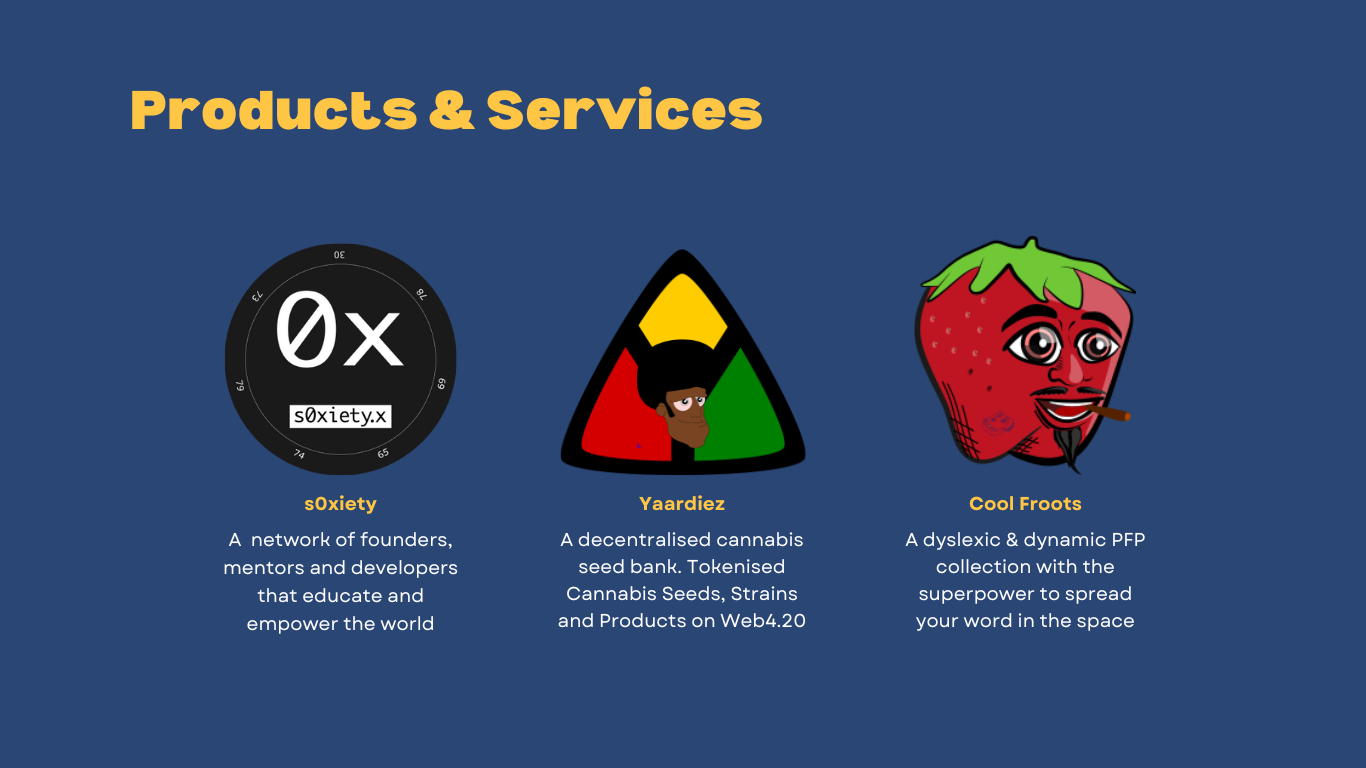 Products & Services
30
73
78
0x
79
69
s0xiety.x
74
65
s0xiety
A network of founders,
mentors and developers
that educate and
empower the world
Yaardiez
A decentralised cannabis
seed bank. Tokenised
Cannabis Seeds, Strains
and Products on Web4.20
Cool Froots
A dyslexic & dynamic PFP
collection with the
superpower to spread
your word in the space